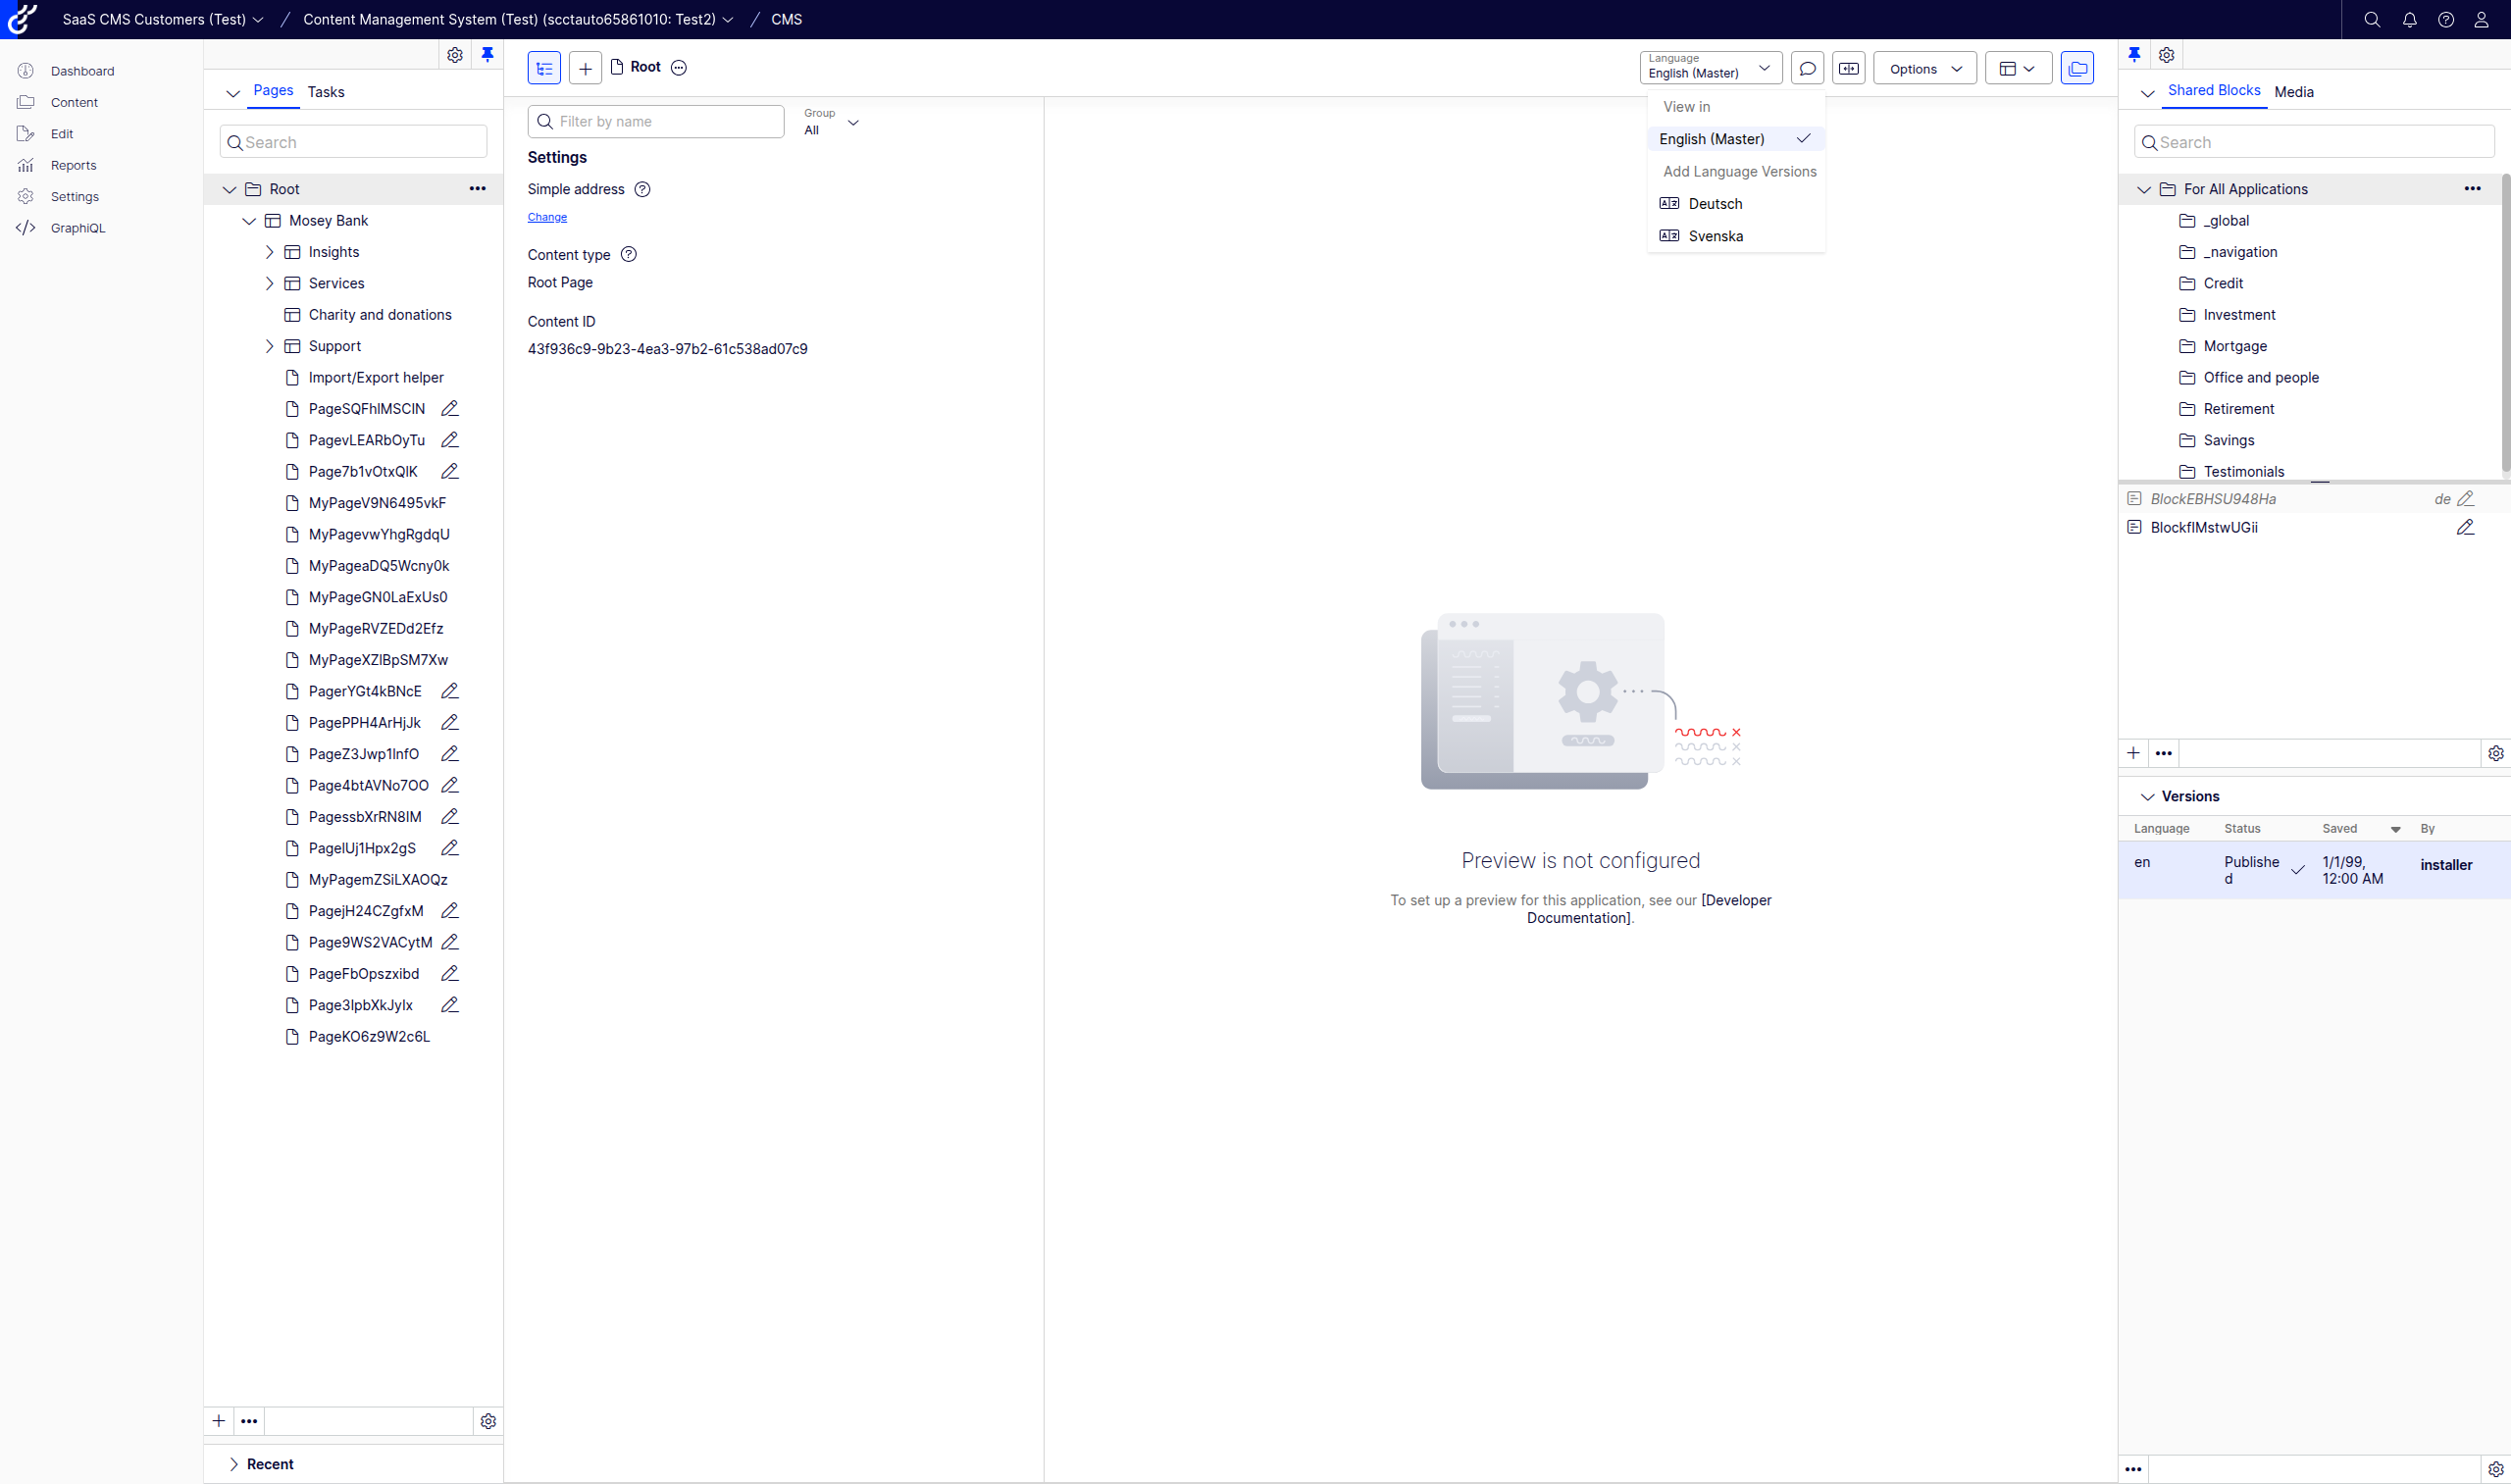 SaaS CMS Customers (Test) / Content Management System (Test) (scctauto65861010: Test2) / CMS
Dashboard
Content
Edit
Reports
Settings
GraphiQL
Pages Tasks
Search
Root
Mosey Bank
Insights
Services
Charity and donations
Support
Import/Export helper
PageSQFhIMSCIN
PagevLEARbOyTu
Page7b1vOtxQIK
MyPageV9N6495vkF
MyPagevwYhgRgdqU
MyPageaDQ5Wcny0k
MyPageGN0LaExUs0
MyPageRVZEDd2Efz
MyPageXZIBpSM7Xw
PagerYGt4kBNcE
PagePPH4ArHjJk
PageZ3Jwp1InfO
Page4btAVNo7OO
PagessbXrRN8IM
PageIUj1Hpx2gS
MyPagemZSiLXAOQz
PagejH24CZgfxM
Page9WS2VACytM
PageFbOpszxibd
Page3IpbXkJyIx
PageKO6z9W2c6L
Recent
Root
Language
English (Master)
Options
Filter by name
Group
All
Settings
Simple address
Change
Content type
Root Page
Content ID
43f936c9-9b23-4ea3-97b2-61c538ad07c9
View in
English (Master)
Add Language Versions
Deutsch
Svenska
Preview is not configured
To set up a preview for this application, see our [Developer
Documentation].
Shared Blocks Media
Search
For All Applications
_global
_navigation
Credit
Investment
Mortgage
Office and people
Retirement
Savings
Testimonials
BlockEBHSU948Ha de
BlockfIMstwUGii
Versions
Language Status Saved By
en Publishe
d 1/1/99,
12:00 AM installer